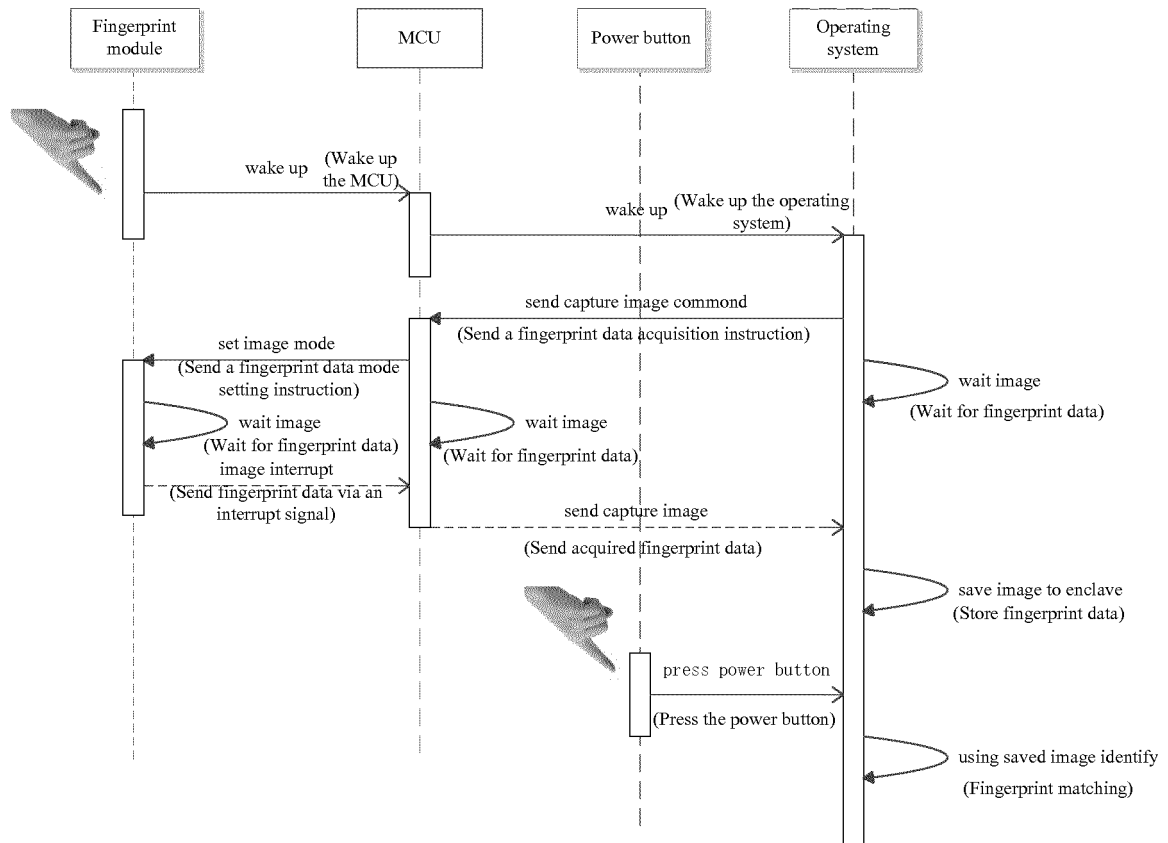 Fingerprint
module
MCU
Power button
Operating
system
wake up
(Wake up
the MCU)
wake up
(Wake up the operating
system)
send capture image commond
(Send a fingerprint data acquisition instruction)
set image mode
(Send a fingerprint data mode
setting instruction)
wait image
(Wait for fingerprint data)
wait image
(Wait for fingerprint data)
wait image
(Wait for fingerprint data)
image interrupt
(Send fingerprint data via an
interrupt signal)
send capture image
(Send acquired fingerprint data)
save image to enclave
(Store fingerprint data)
press power button
(Press the power button)
using saved image identify
(Fingerprint matching)